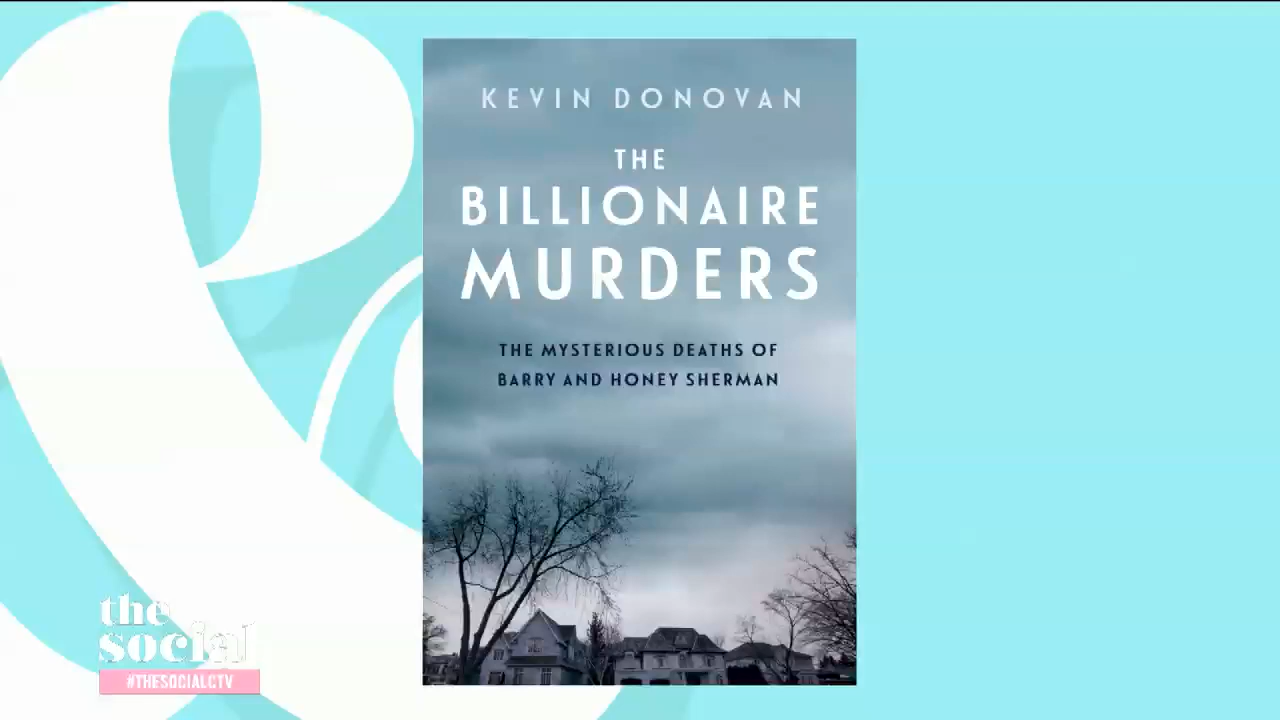 KEVIN DONOVAN
THE
BILLIONAIRE
MURDERS
THE MYSTERIOUS DEATHS OF
BARRY AND HONEY SHERMAN
the
social
#THESOCIALCTV